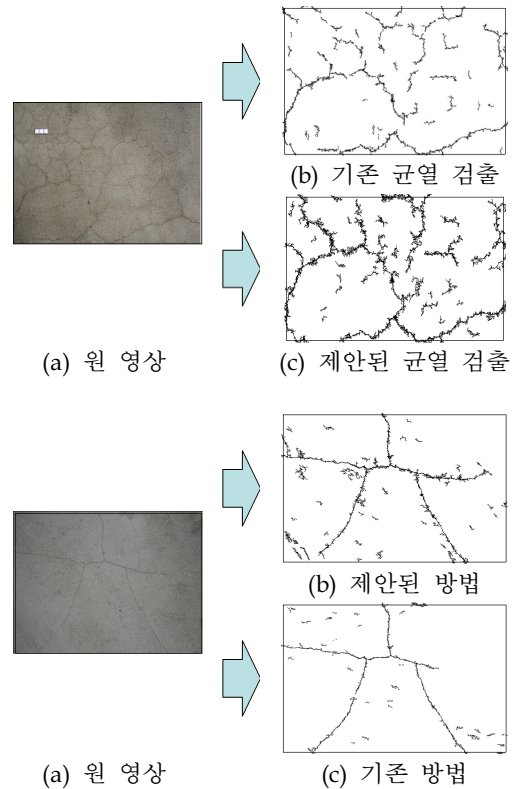 (b) 기존 균열 검출
(a) 원 영상
(c) 제안된 균열 검출
(b) 제안된 방법
(a) 원 영상
(c) 기존 방법